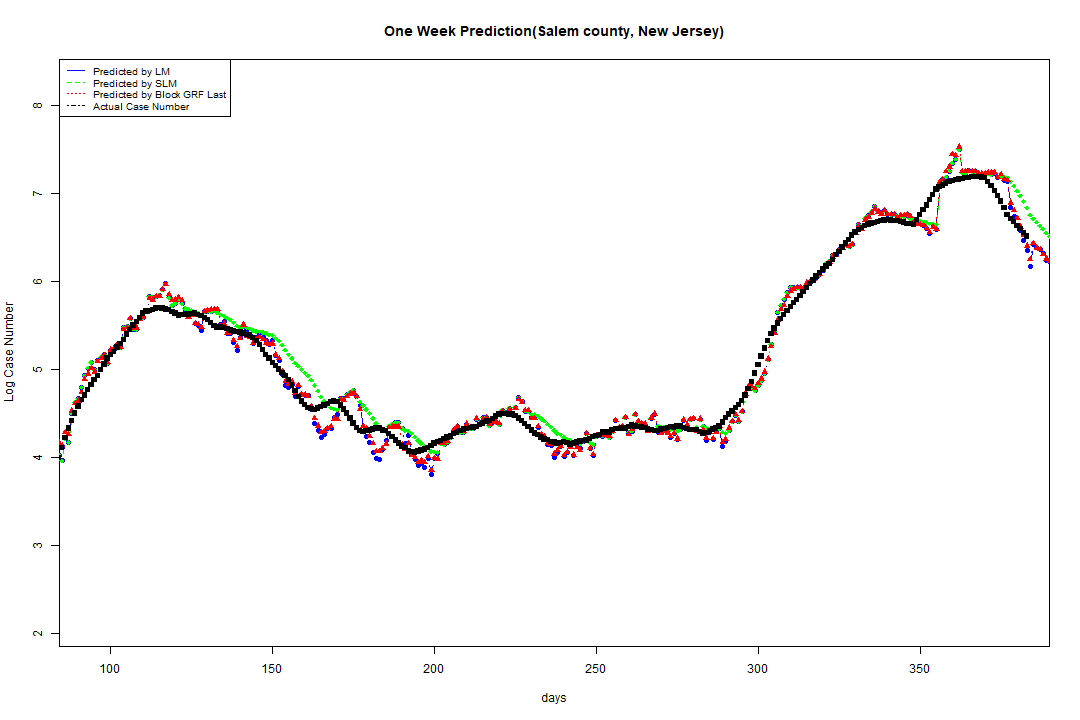 One Week Prediction(Salem county, New Jersey)
Predicted by LM
Predicted by SLM
Predicted by Block GRF Last
Actual Case Number
8
7
6
5
4
3
2
Log Case Number
100 150 200 250 300 350
days